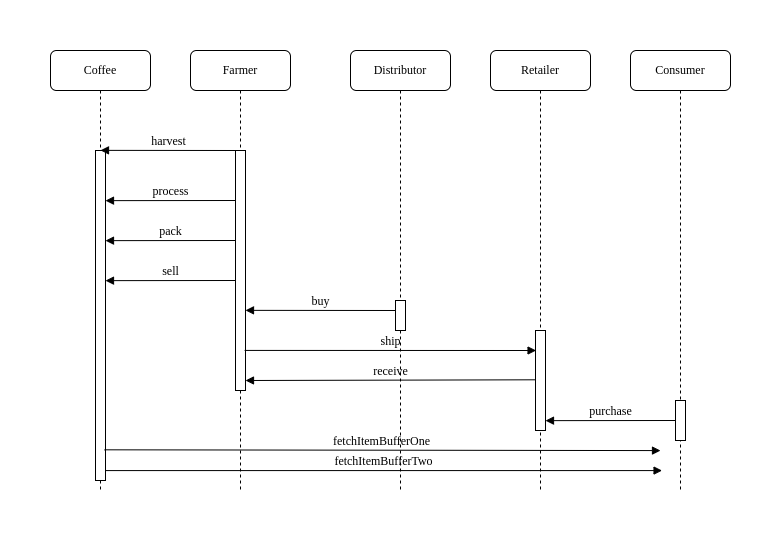 Coffee
Farmer
Distributor
Retailer
Consumer
harvest
process
pack
sell
buy
ship
receive
purchase
fetchItemBufferOne
fetchItemBufferTwo